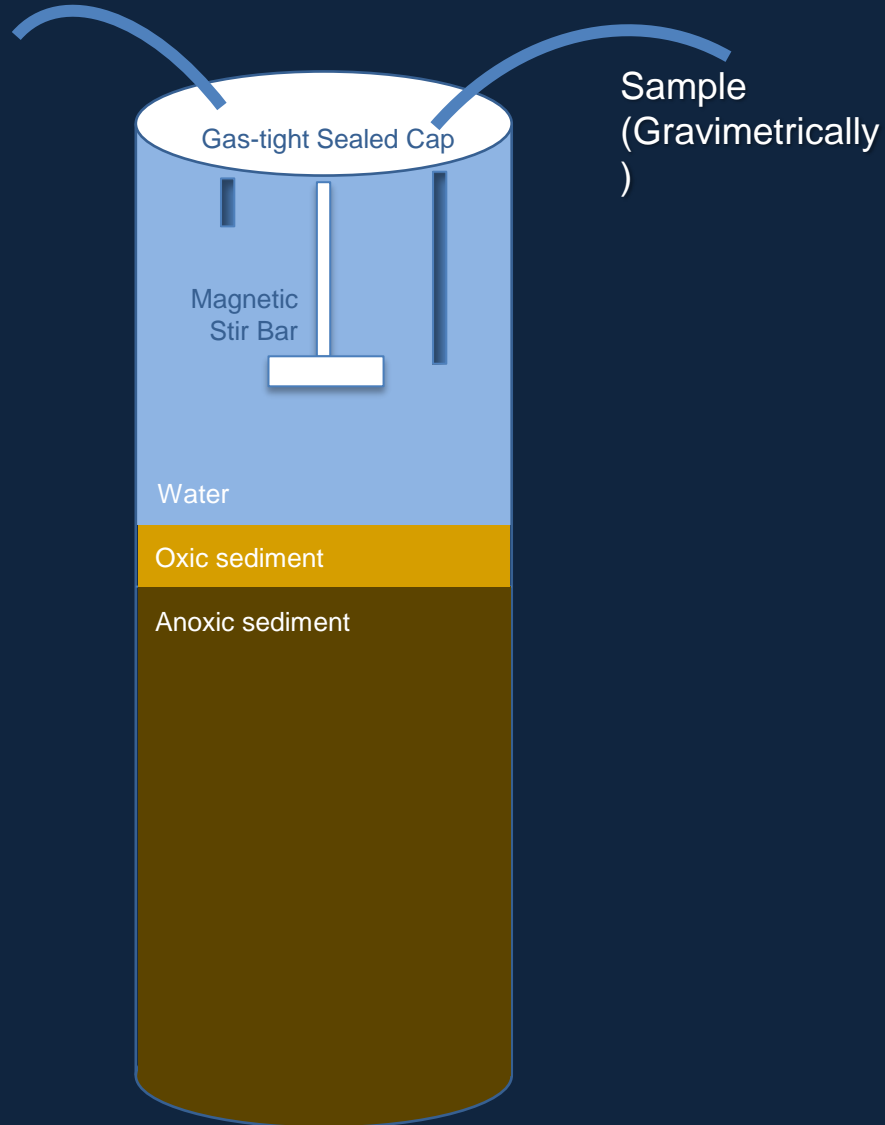 Sample
(Gravimetrically
)
Gas-tight Sealed Cap
Magnetic
Stir Bar
Water
Oxic sediment
Anoxic sediment